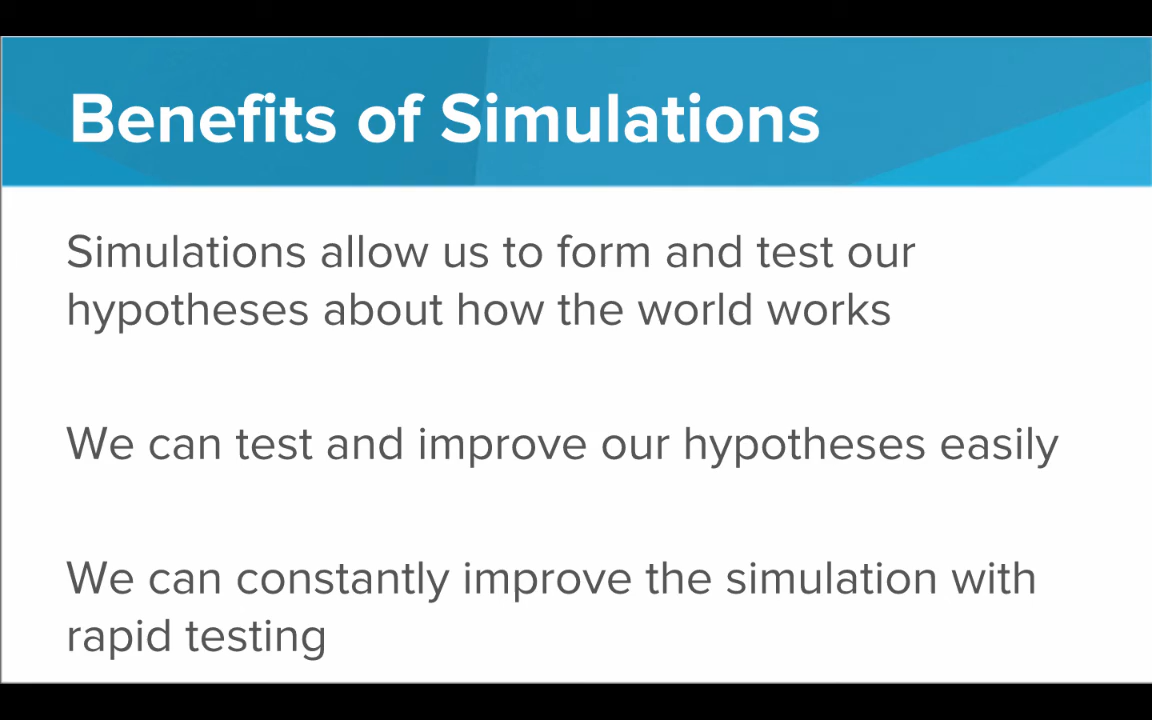 Benefits of Simulations
Simulations allow us to form and test our
hypotheses about how the world works
We can test and improve our hypotheses easily
We can constantly improve the simulation with
rapid testing